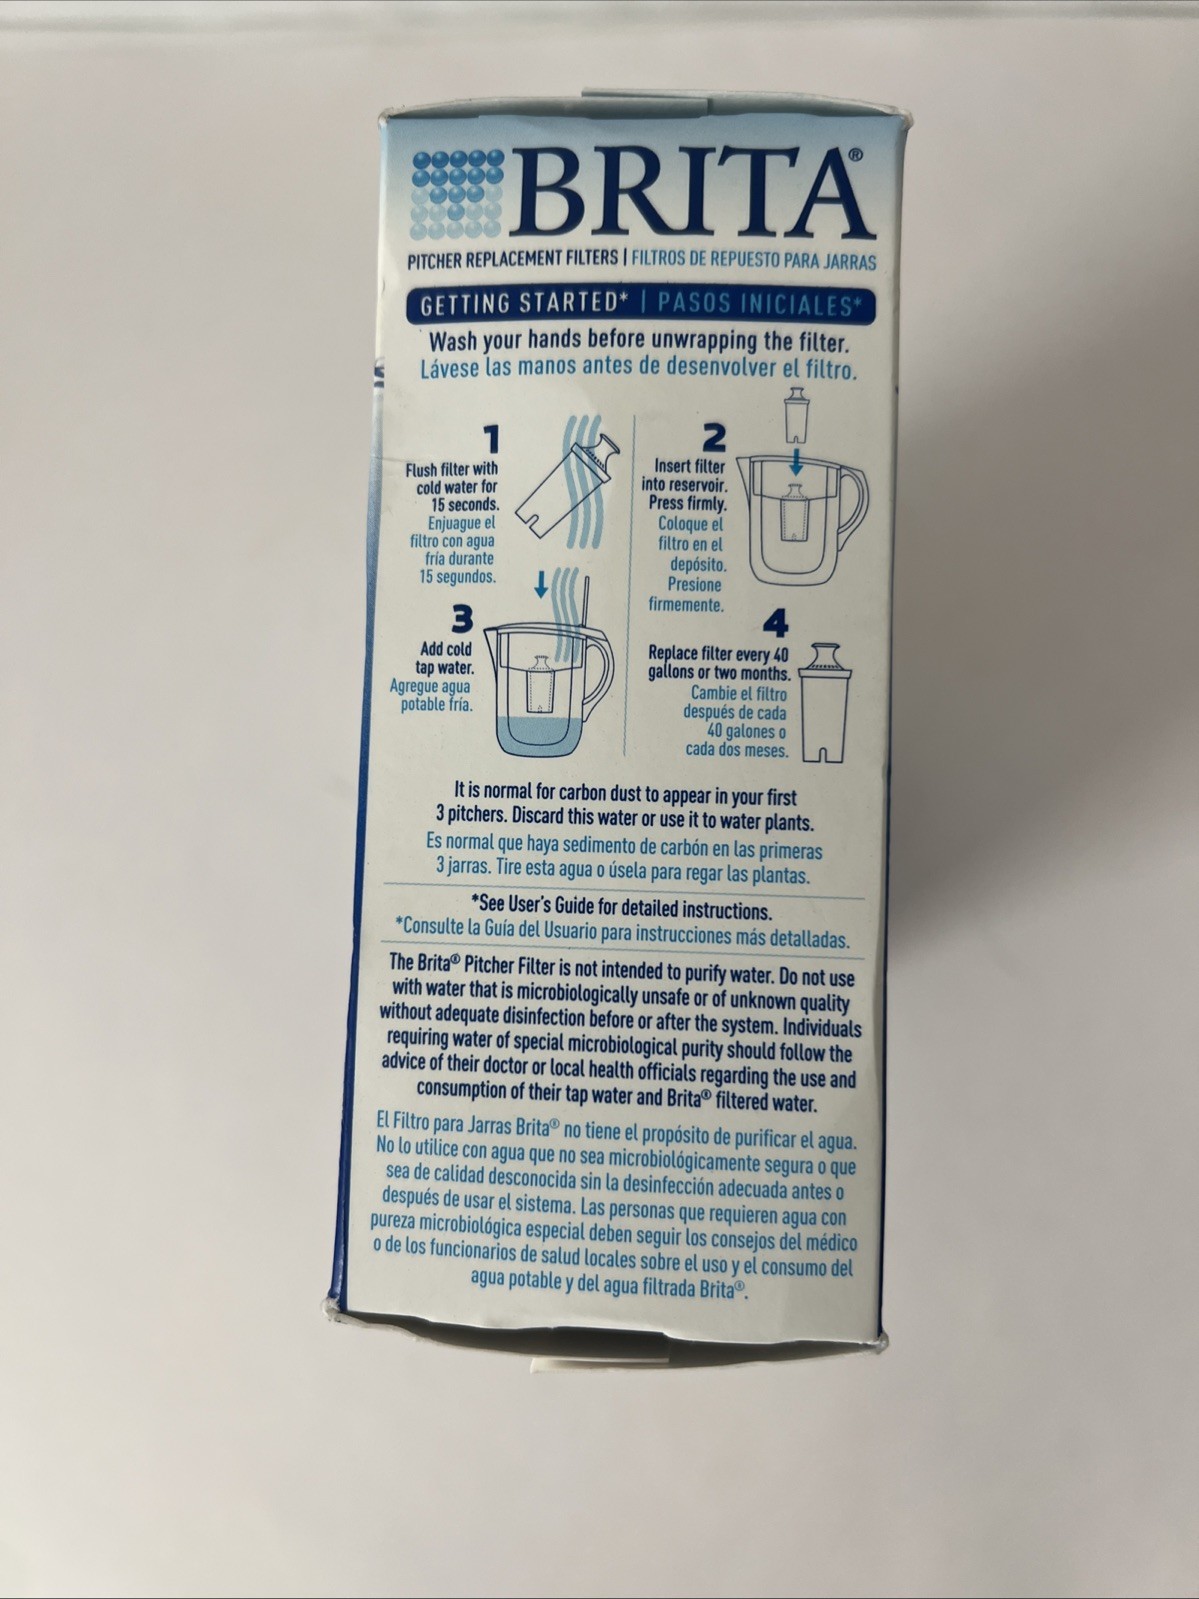 BRITA®
PITCHER REPLACEMENT FILTERS | FILTROS DE REPUESTO PARA JARRAS
GETTING STARTED* | PASOS INICIALES*
Wash your hands before unwrapping the filter.
Lávese las manos antes de desenvolver el filtro.
1
Flush filter with
cold water for
15 seconds.
Enjuague el
filtro con agua
fría durante
15 segundos.
2
Insert filter
into reservoir.
Press firmly.
Coloque el
filtro en el
depósito.
Presione
firmemente.
3
Add cold
tap water.
Agregue agua
potable fría.
4
Replace filter every 40
gallons or two months.
Cambie el filtro
después de cada
40 galones o
cada dos meses.
It is normal for carbon dust to appear in your first
3 pitchers. Discard this water or use it to water plants.
Es normal que haya sedimento de carbón en las primeras
3 jarras. Tire esta agua o úsela para regar las plantas.
*See User's Guide for detailed instructions.
*Consulte la Guía del Usuario para instrucciones más detalladas.
The Brita® Pitcher Filter is not intended to purify water. Do not use
with water that is microbiologically unsafe or of unknown quality
without adequate disinfection before or after the system. Individuals
requiring water of special microbiological purity should follow the
advice of their doctor or local health officials regarding the use and
consumption of their tap water and Brita® filtered water.
El Filtro para Jarras Brita® no tiene el propósito de purificar el agua.
No lo utilice con agua que no sea microbiológicamente segura o que
sea de calidad desconocida sin la desinfección adecuada antes o
después de usar el sistema. Las personas que requieren agua con
pureza microbiológica especial deben seguir los consejos del médico
o de los funcionarios de salud locales sobre el uso y el consumo del
agua potable y del agua filtrada Brita®.